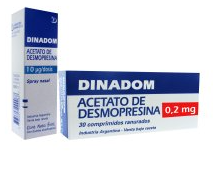 DINADOM
ACETATO DE
DESMOPRESINA
10 µg/dosis
Spray nasal
DINADOM
ACETATO DE
DESMOPRESINA
0,2 mg
30 comprimidos ranurados
Industria Argentina - Venta bajo receta